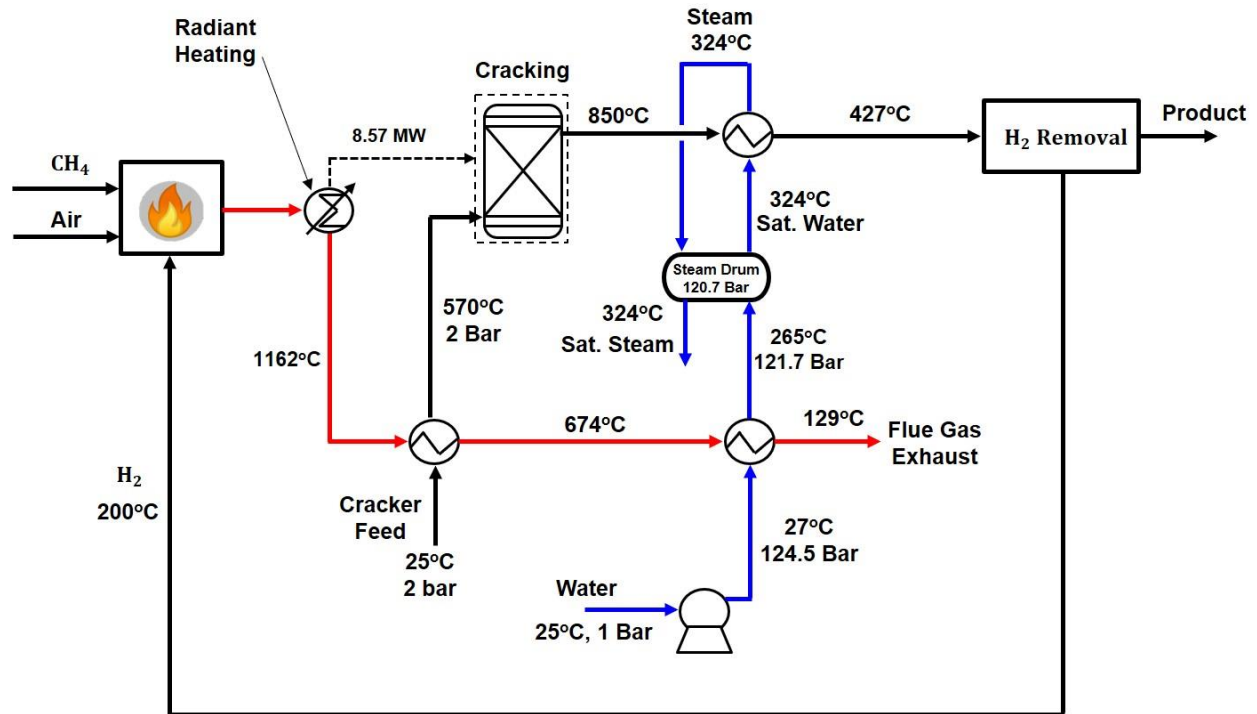 Radiant
Heating
Cracking
Steam
324°C
8.57 MW
850°C
427°C
H₂ Removal
Product
CH₄
Air
324°C
Sat. Water
Steam Drum
120.7 Bar
570°C
2 Bar
324°C
Sat. Steam
265°C
121.7 Bar
1162°C
674°C
129°C
Flue Gas
Exhaust
H₂
200°C
Cracker
Feed
25°C
2 bar
27°C
124.5 Bar
Water
25°C, 1 Bar